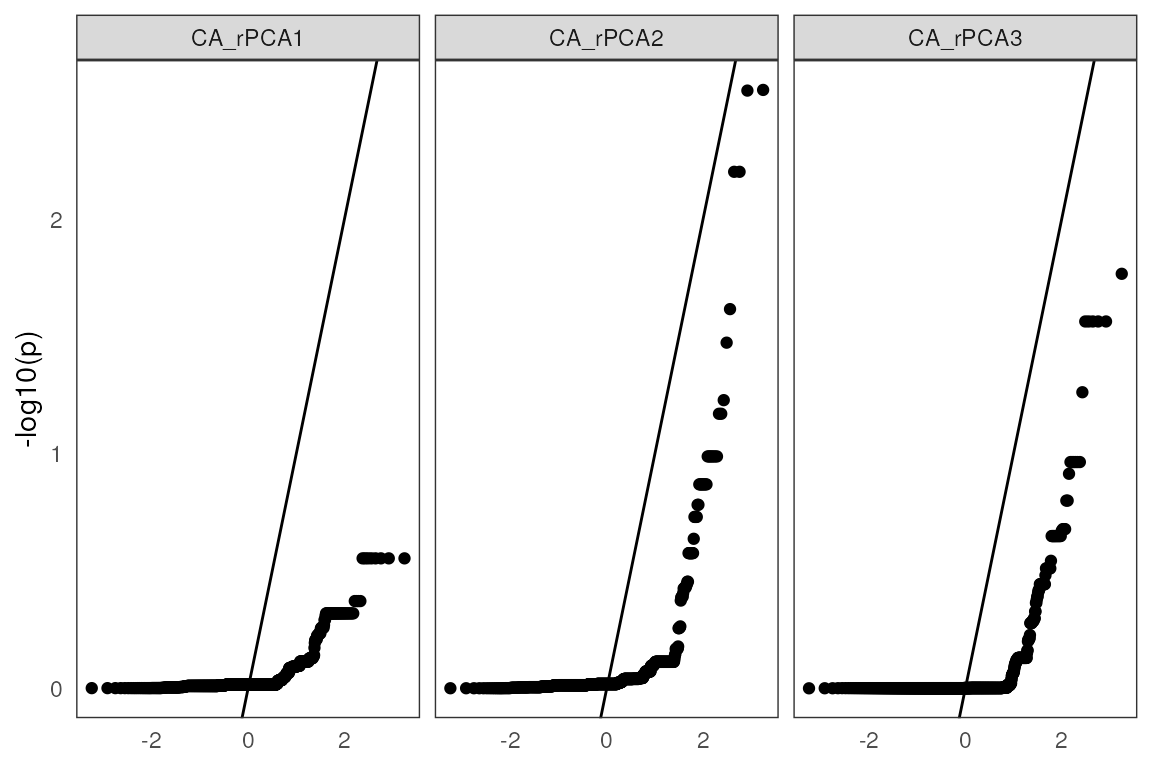 CA_rPCA1 CA_rPCA2 CA_rPCA3
-log10(p)
2
1
0
-2 0 2 -2 0 2 -2 0 2